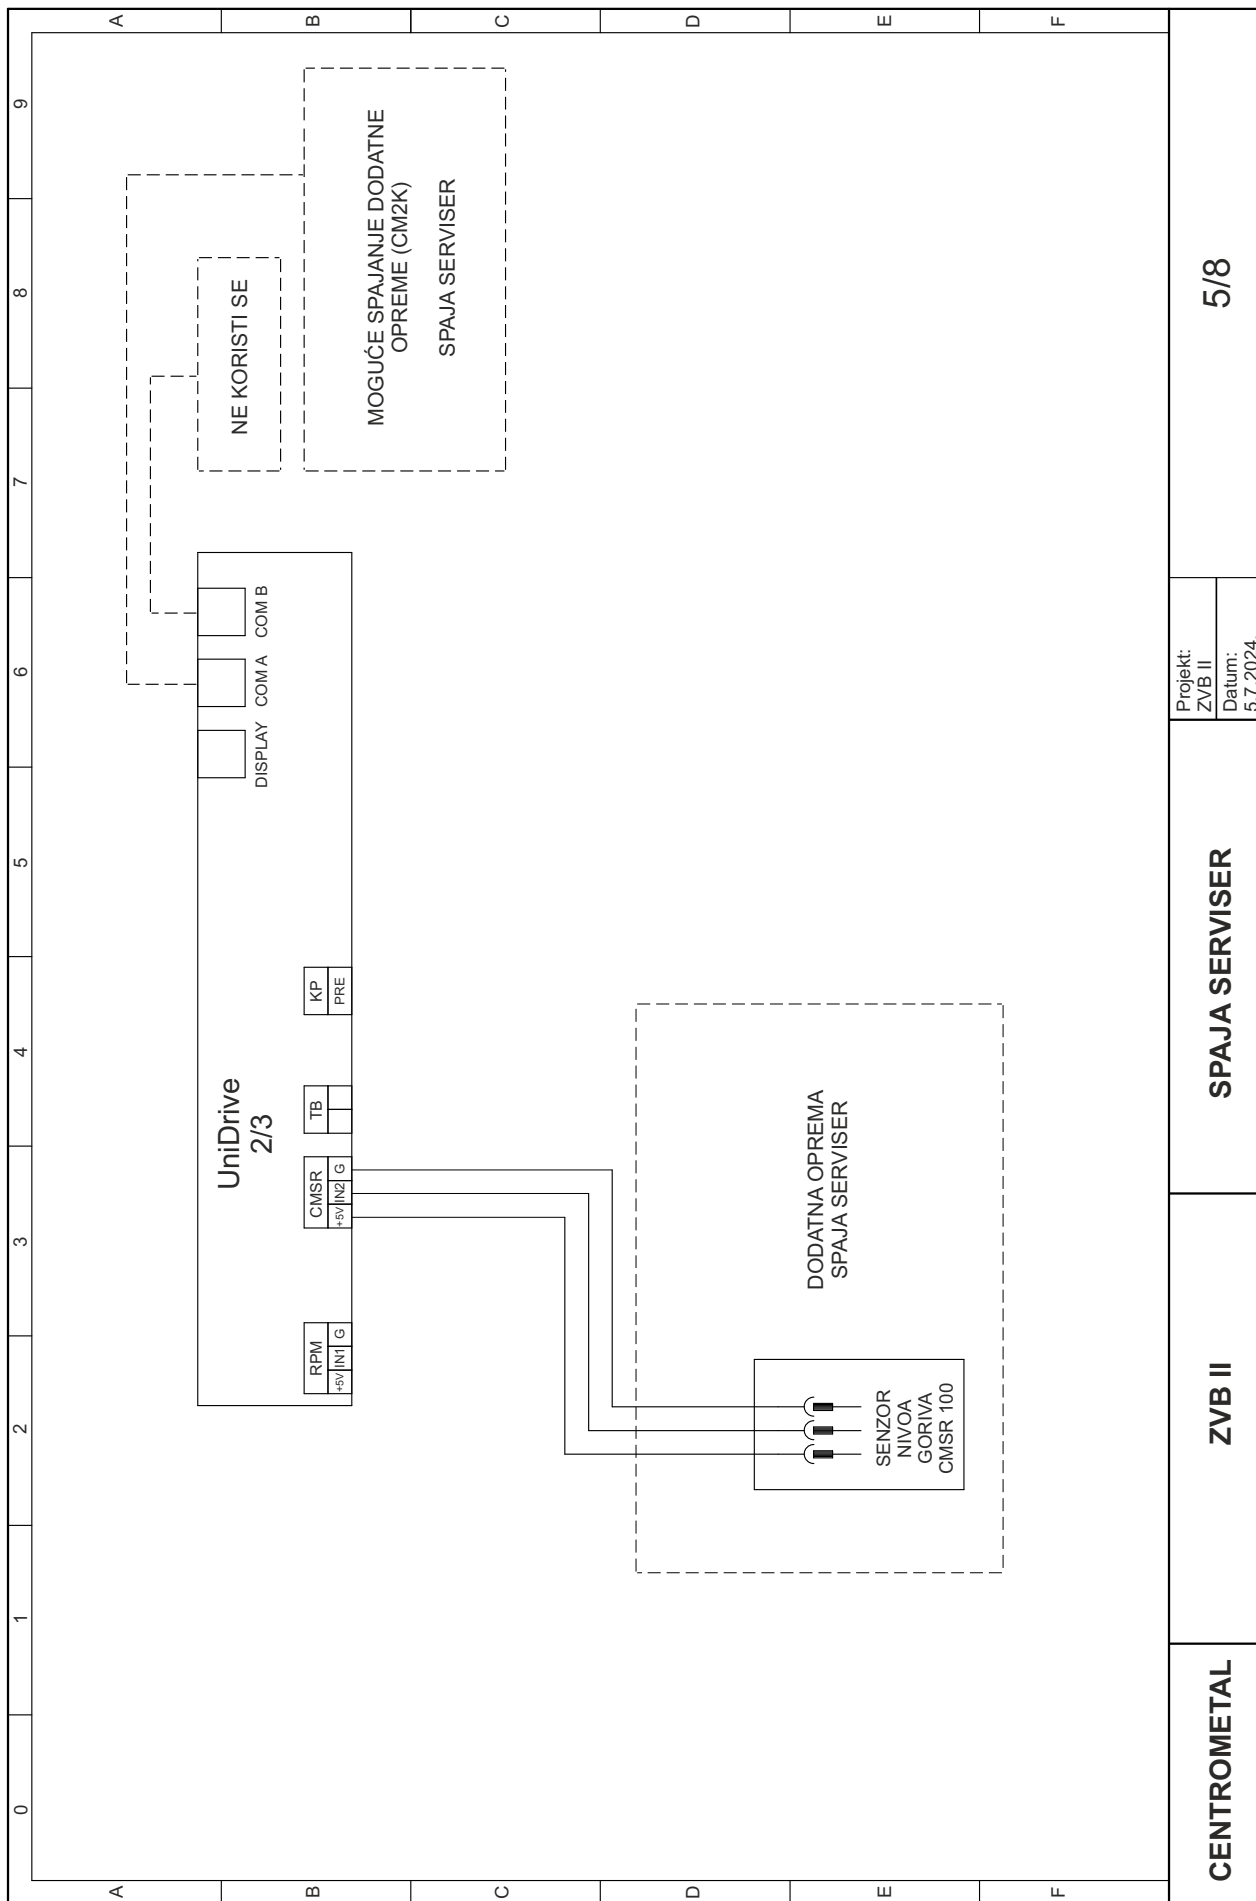 0 1 2 3 4 5 6 7 8 9
A A
B B
C C
D D
E E
F F
UniDrive
2/3
DISPLAY
COM A
COM B
NE KORISTI SE
MOGUĆE SPAJANJE DODATNE
OPREME (CM2K)
SPAJA SERVISER
RPM
+5V IN1 G
CMSR
+5V IN2 G
TB
KP
PRE
DODATNA OPREMA
SPAJA SERVISER
SENZOR
NIVOA
GORIVA
CMSR 100
CENTROMETAL
ZVB II
SPAJA SERVISER
Projekt:
ZVB II
Datum:
5.7.2024.
5/8